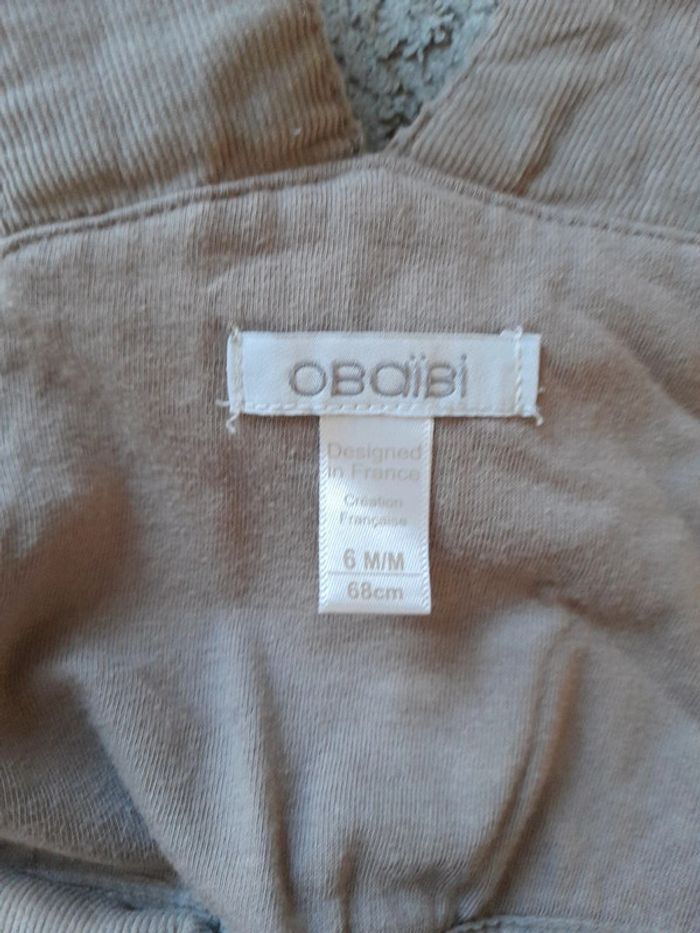 OBaïBi
Designed
in France
Création
Française
6 M/M
68cm